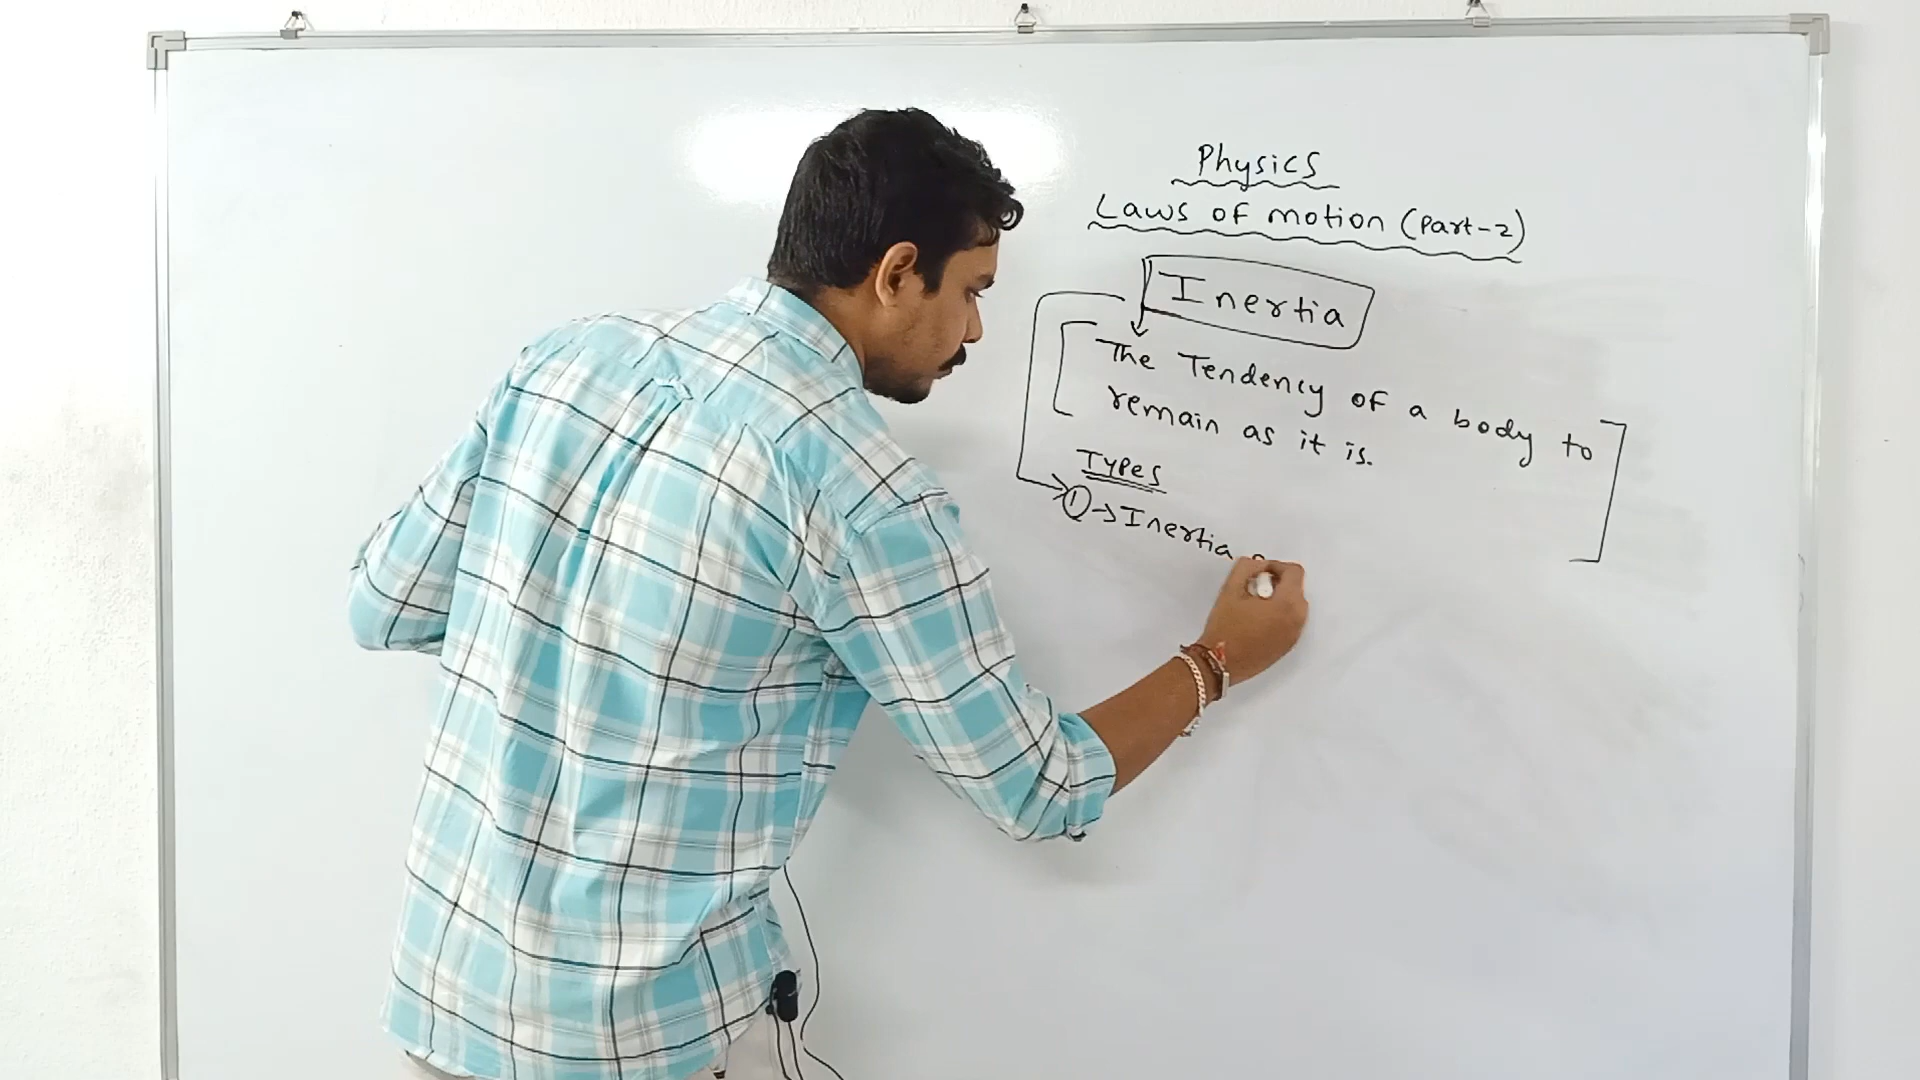 Physics
Laws of motion (Part-2)
Inertia
The Tendency of a body to
remain as it is.
Types
① → Inertia